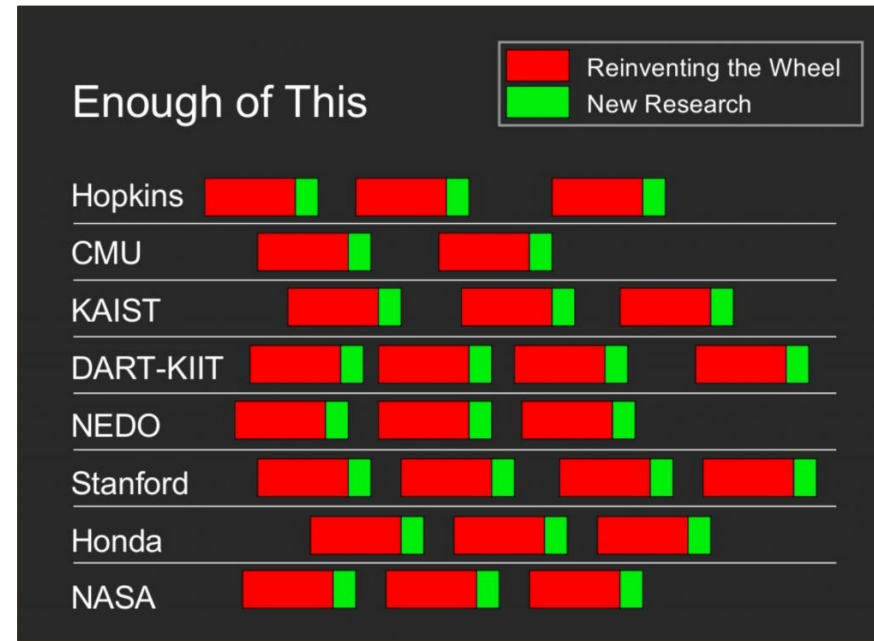 Enough of This
Reinventing the Wheel
New Research
Hopkins
CMU
KAIST
DART-KIIT
NEDO
Stanford
Honda
NASA